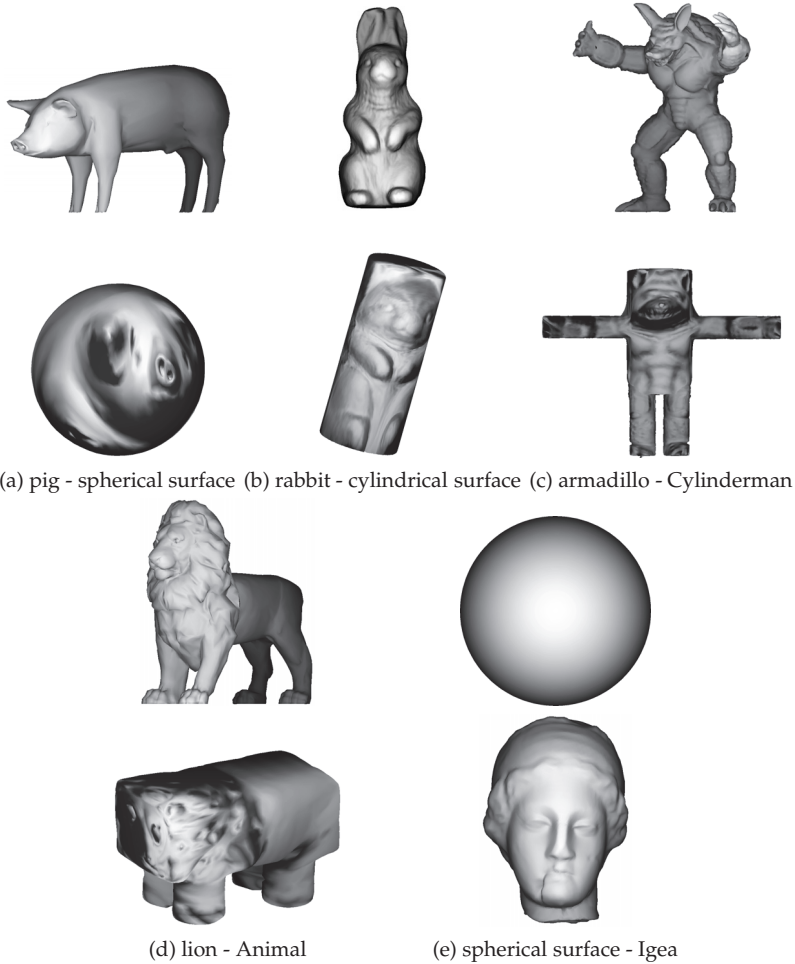 (a) pig - spherical surface (b) rabbit - cylindrical surface (c) armadillo - Cylinderman
(d) lion - Animal (e) spherical surface - Igea